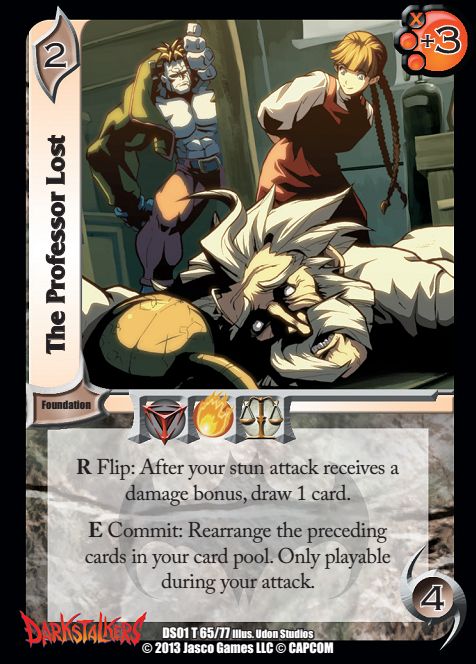 2
X
+3
The Professor Lost
Foundation
R Flip: After your stun attack receives a
damage bonus, draw 1 card.
E Commit: Rearrange the preceding
cards in your card pool. Only playable
during your attack.
4
DARKSTALKERS
DS01 T 65/77 Illus. Udon Studios
© 2013 Jasco Games LLC © CAPCOM